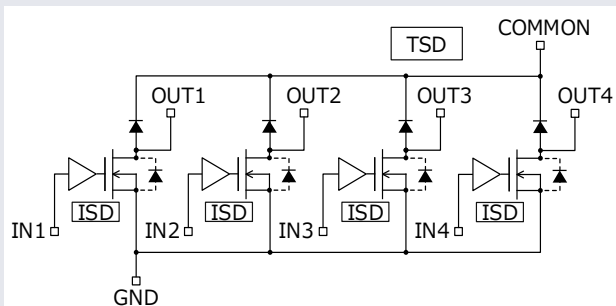 COMMON
TSD
OUT1
OUT2
OUT3
OUT4
ISD
ISD
ISD
ISD
IN1
IN2
IN3
IN4
GND